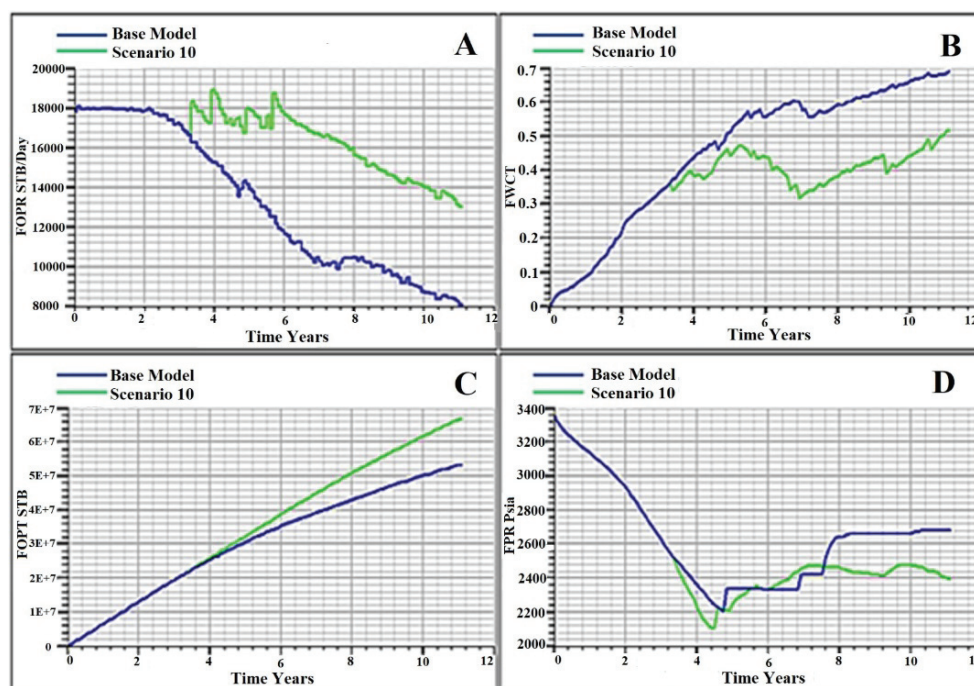 Base Model
Scenario 10
A
20000
18000
16000
14000
12000
10000
8000
FOPR STB/Day
0 2 4 6 8 10 12
Time Years
Base Model
Scenario 10
B
0.7
0.6
0.5
0.4
0.3
0.2
0.1
0
FWCT
0 2 4 6 8 10 12
Time Years
Base Model
Scenario 10
C
7E+7
6E+7
5E+7
4E+7
3E+7
2E+7
1E+7
0
FOPT STB
0 2 4 6 8 10 12
Time Years
Base Model
Scenario 10
D
3400
3200
3000
2800
2600
2400
2200
2000
FPR Psia
0 2 4 6 8 10 12
Time Years